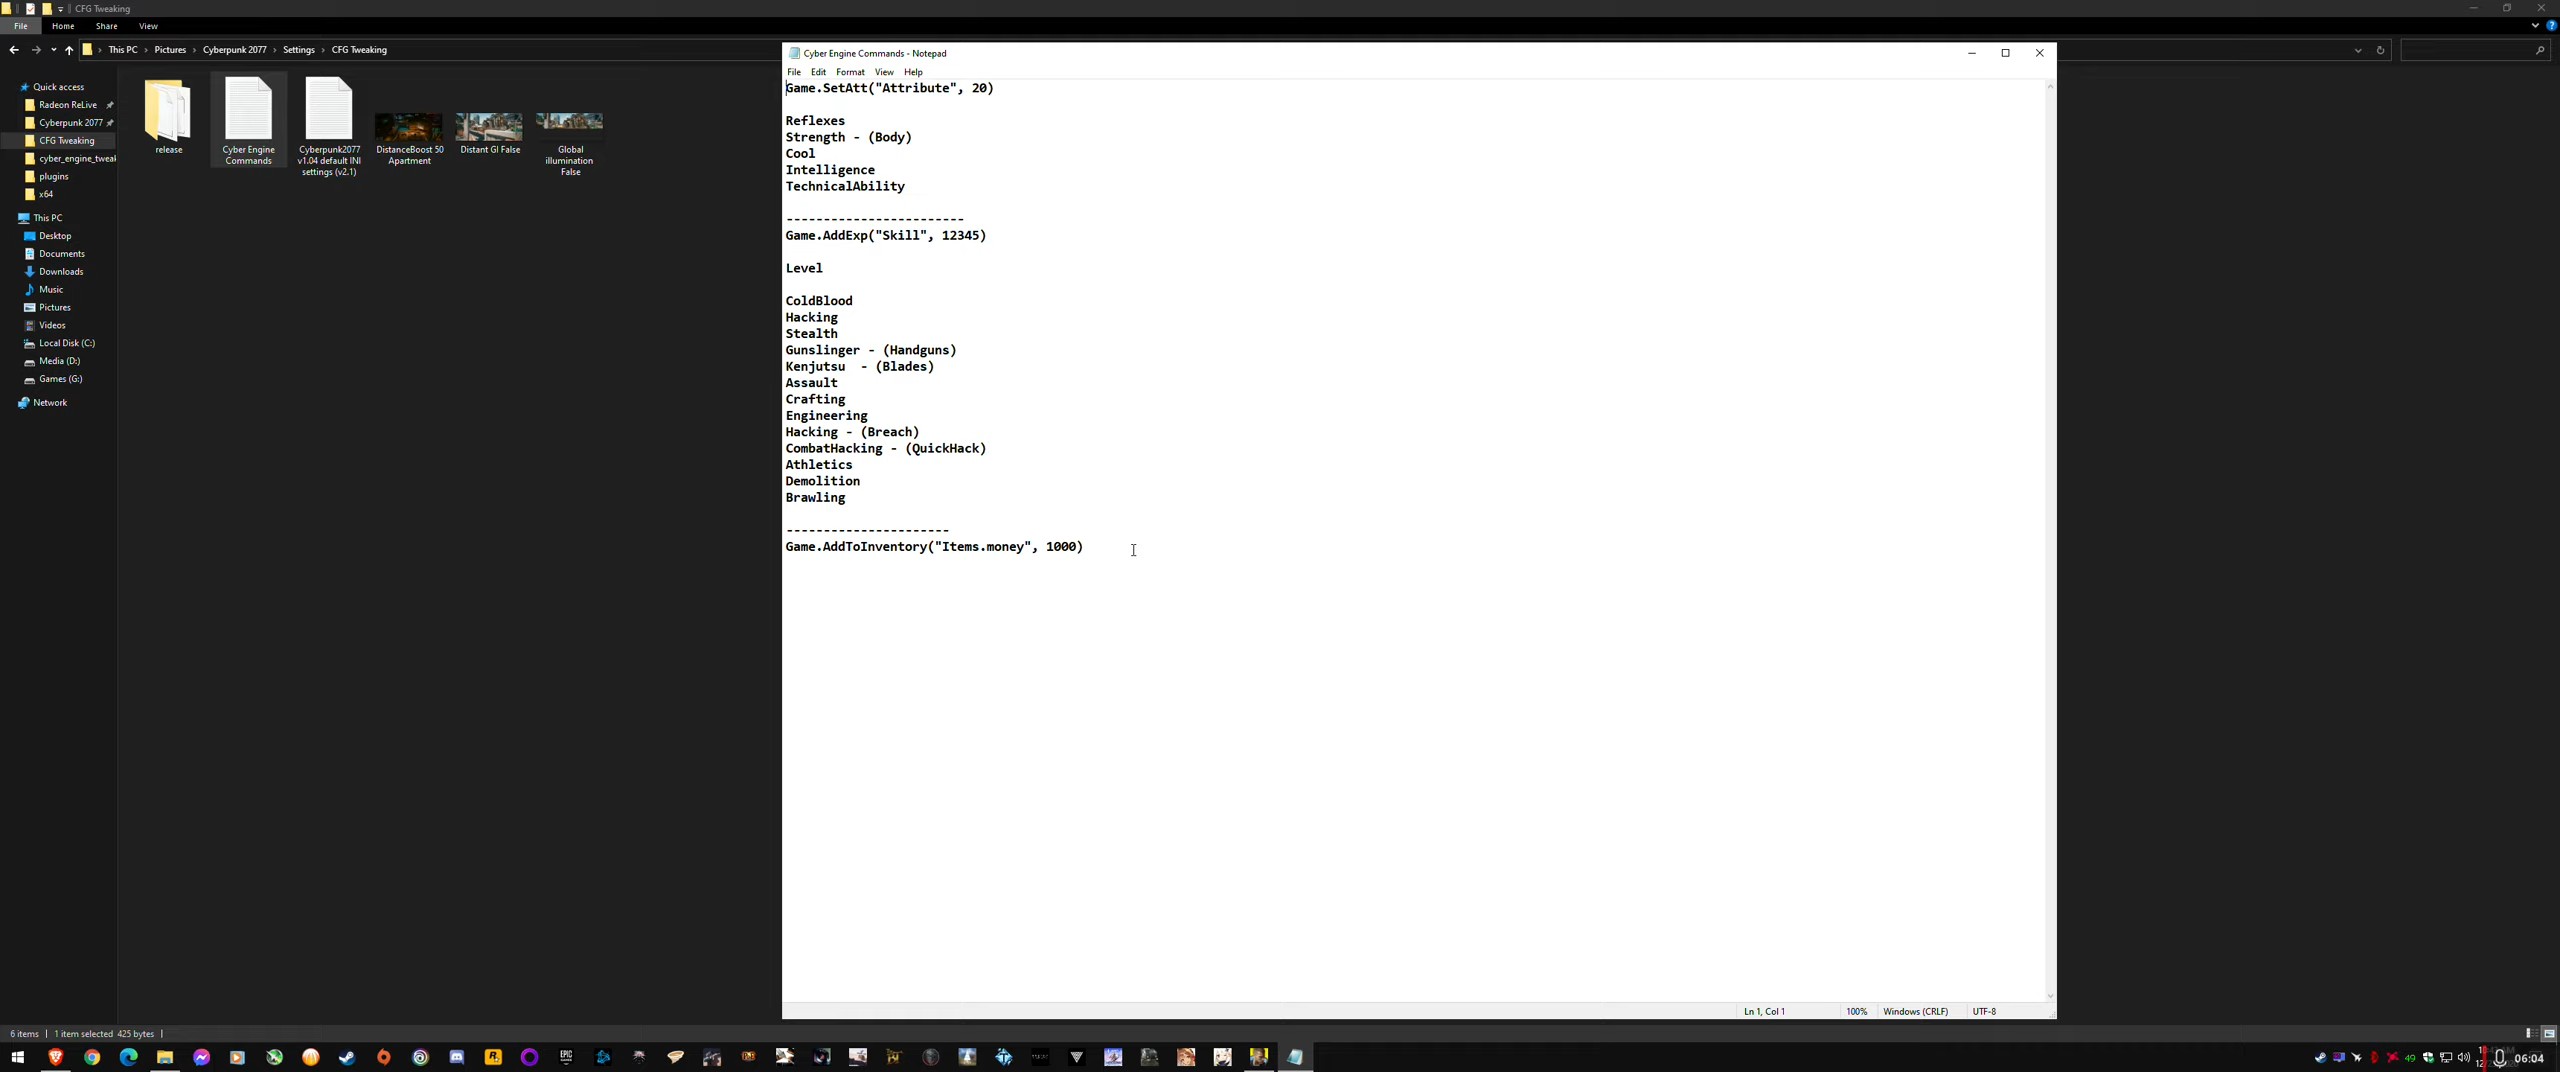 CFG Tweaking
File Home Share View
This PC > Pictures > Cyberpunk 2077 > Settings > CFG Tweaking
Quick access
Radeon ReLive
Cyberpunk 2077
CFG Tweaking
cyber_engine_tweak
plugins
x64
This PC
Desktop
Documents
Downloads
Music
Pictures
Videos
Local Disk (C:)
Media (D:)
Games (G:)
Network
release
Cyber Engine
Commands
Cyberpunk2077
v1.04 default INI
settings (v2.1)
DistanceBoost 50
Apartment
Distant GI False
Global
illumination
False
Cyber Engine Commands - Notepad
File Edit Format View Help
Game.SetAtt("Attribute", 20)
Reflexes
Strength - (Body)
Cool
Intelligence
TechnicalAbility
------------------------
Game.AddExp("Skill", 12345)
Level
ColdBlood
Hacking
Stealth
Gunslinger - (Handguns)
Kenjutsu  - (Blades)
Assault
Crafting
Engineering
Hacking - (Breach)
CombatHacking - (QuickHack)
Athletics
Demolition
Brawling
----------------------
Game.AddToInventory("Items.money", 1000)
Ln 1, Col 1 100% Windows (CRLF) UTF-8
6 items 1 item selected 425 bytes
EPIC
49
06:04